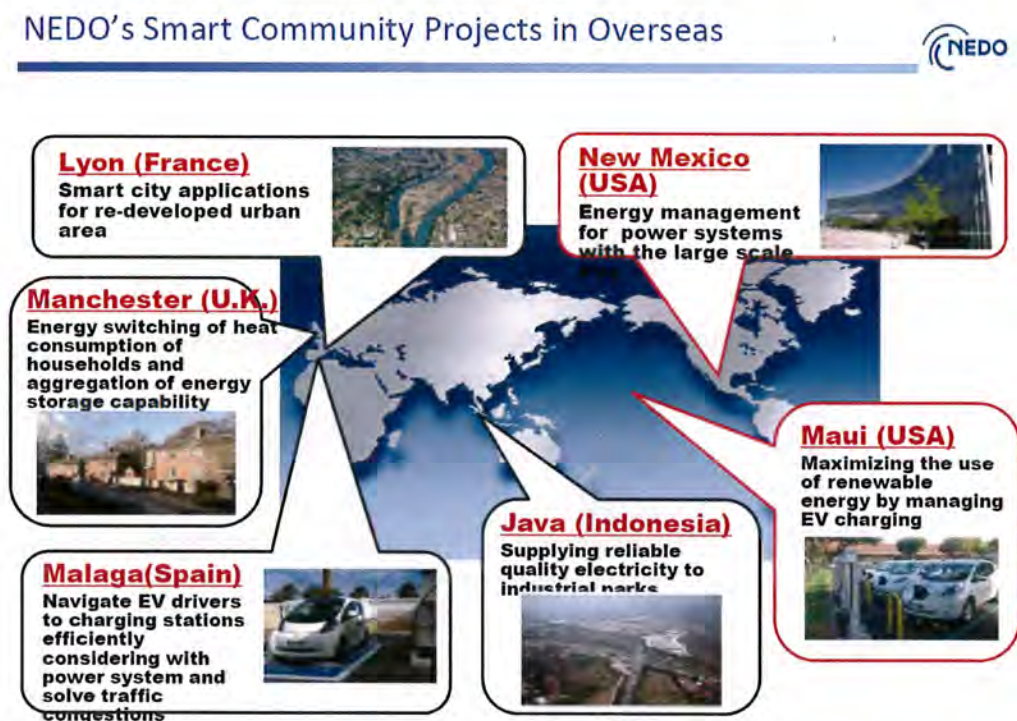 NEDO's Smart Community Projects in Overseas
NEDO
Lyon (France)
Smart city applications
for re-developed urban
area
New Mexico
(USA)
Energy management
for power systems
with the large scale
Manchester (U.K.)
Energy switching of heat
consumption of
households and
aggregation of energy
storage capability
Maui (USA)
Maximizing the use
of renewable
energy by managing
EV charging
Java (Indonesia)
Supplying reliable
quality electricity to
industrial parks
Malaga(Spain)
Navigate EV drivers
to charging stations
efficiently
considering with
power system and
solve traffic
congestions